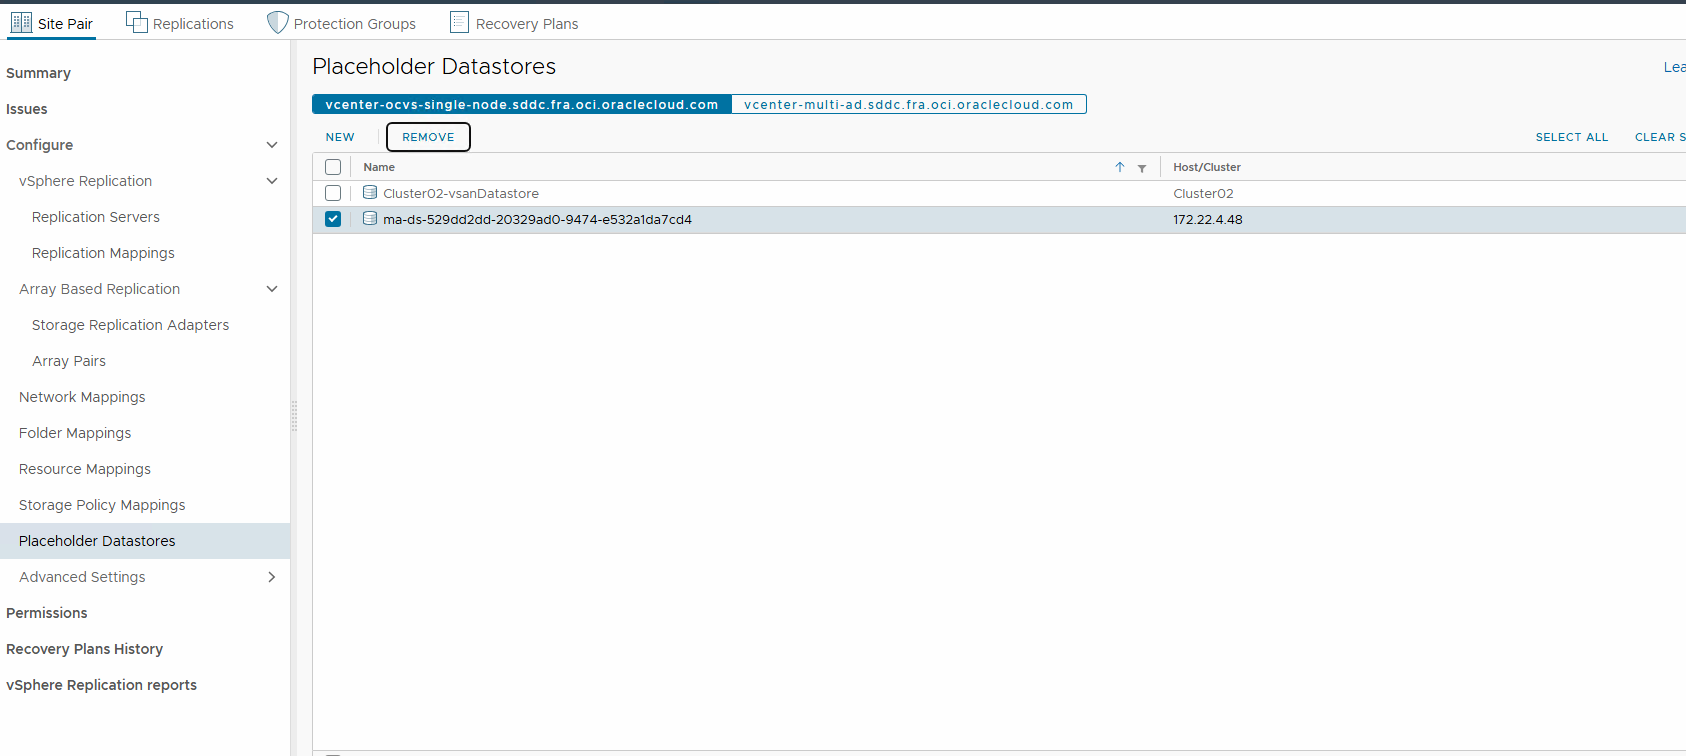 Site Pair Replications Protection Groups Recovery Plans
Summary
Issues
Configure
vSphere Replication
Replication Servers
Replication Mappings
Array Based Replication
Storage Replication Adapters
Array Pairs
Network Mappings
Folder Mappings
Resource Mappings
Storage Policy Mappings
Placeholder Datastores
Advanced Settings
Permissions
Recovery Plans History
vSphere Replication reports
Placeholder Datastores
Lea
vcenter-ocvs-single-node.sddc.fra.oci.oraclecloud.com vcenter-multi-ad.sddc.fra.oci.oraclecloud.com
NEW REMOVE SELECT ALL CLEAR S
Name Host/Cluster
Cluster02-vsanDatastore Cluster02
ma-ds-529dd2dd-20329ad0-9474-e532a1da7cd4 172.22.4.48